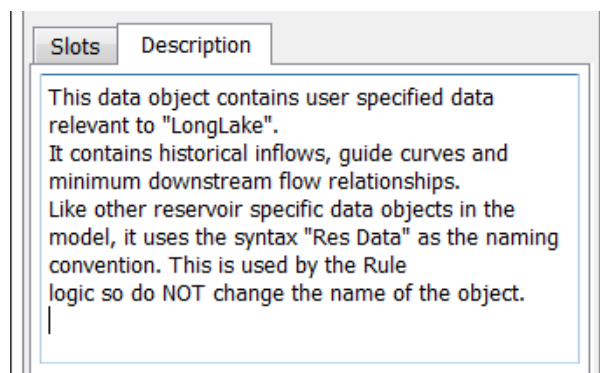 Slots Description
This data object contains user specified data
relevant to "LongLake".
It contains historical inflows, guide curves and
minimum downstream flow relationships.
Like other reservoir specific data objects in the
model, it uses the syntax "Res Data" as the naming
convention. This is used by the Rule
logic so do NOT change the name of the object.